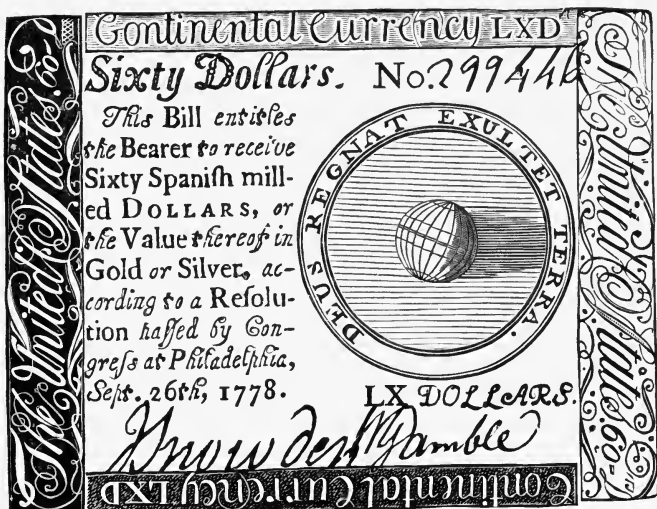 Continental Currency LXDˢ
Sixty Dollars. No. 299446
This Bill entitles
the Bearer to receive
Sixty Spaniſh mill-
ed DOLLARS, or
the Value thereof in
Gold or Silver, ac-
cording to a Reſolu-
tion paſſed by Con-
greſs at Philadelphia,
Sept. 26th, 1778.
DEUS REGNAT EXULTET TERRA.
LX DOLLARS.
Gamble
The United States. 60
The United States 60
Continental Currency LXD